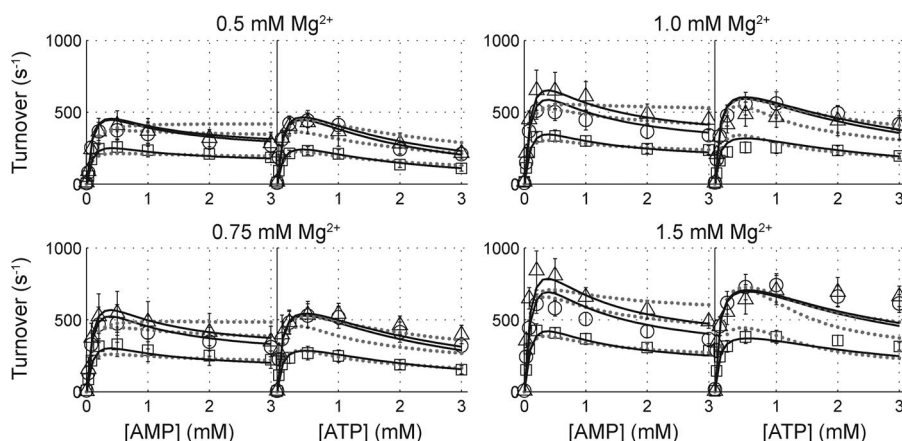 0.5 mM Mg²⁺
1.0 mM Mg²⁺
Turnover (s⁻¹)
1000
500
0
0 1 2 3 1 2 3
1000
500
0
0 1 2 3 1 2 3
0.75 mM Mg²⁺
1.5 mM Mg²⁺
Turnover (s⁻¹)
1000
500
0
0 1 2 3 0 1 2 3
1000
500
0
0 1 2 3 0 1 2 3
[AMP] (mM)
[ATP] (mM)
[AMP] (mM)
[ATP] (mM)